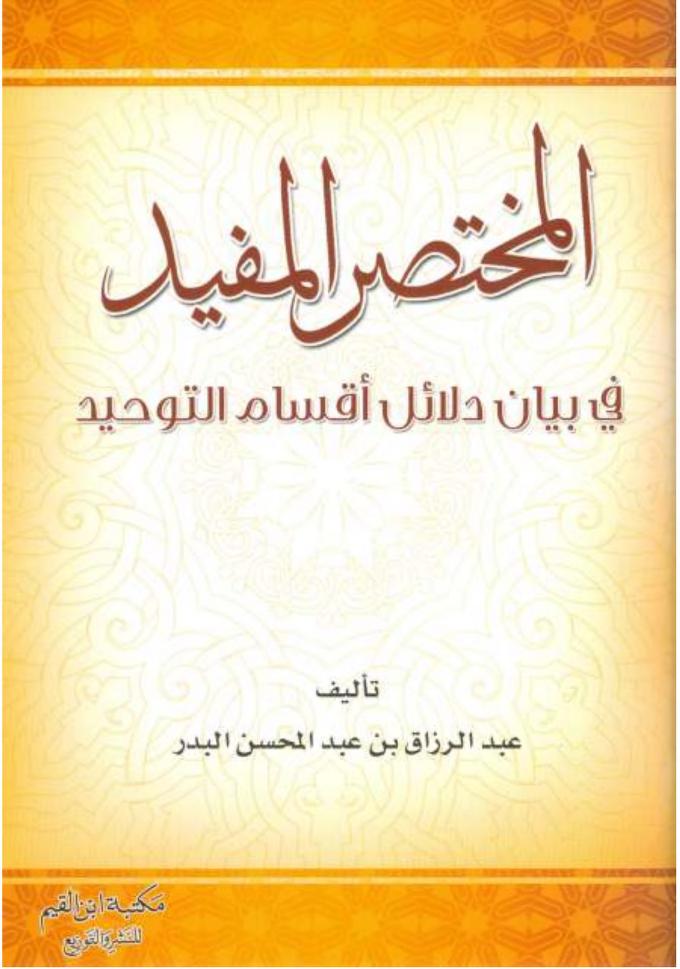 المختصر المفيد
في بيان دلائل أقسام التوحيد
تأليف
عبد الرزاق بن عبد المحسن البدر
مكتبة ابن القيم
للنشر والتوزيع